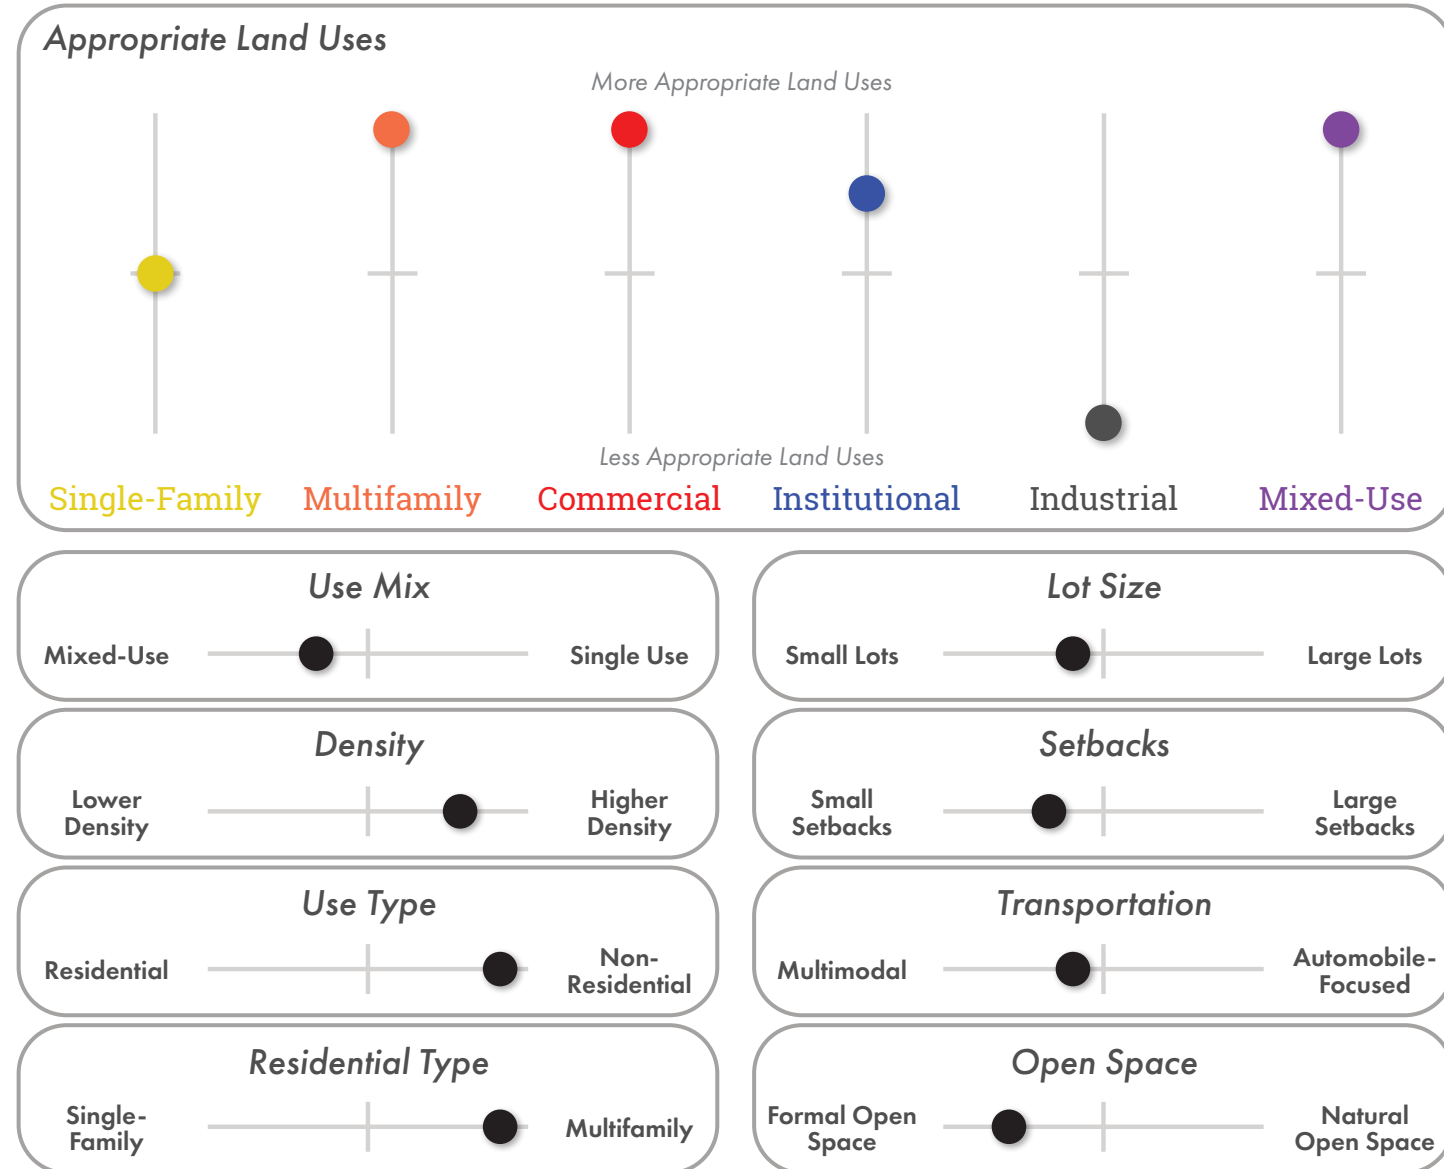 Appropriate Land Uses
More Appropriate Land Uses
Less Appropriate Land Uses
Single-Family
Multifamily
Commercial
Institutional
Industrial
Mixed-Use
Use Mix
Mixed-Use
Single Use
Lot Size
Small Lots
Large Lots
Density
Lower
Density
Higher
Density
Setbacks
Small
Setbacks
Large
Setbacks
Use Type
Residential
Non-
Residential
Transportation
Multimodal
Automobile-
Focused
Residential Type
Single-
Family
Multifamily
Open Space
Formal Open
Space
Natural
Open Space